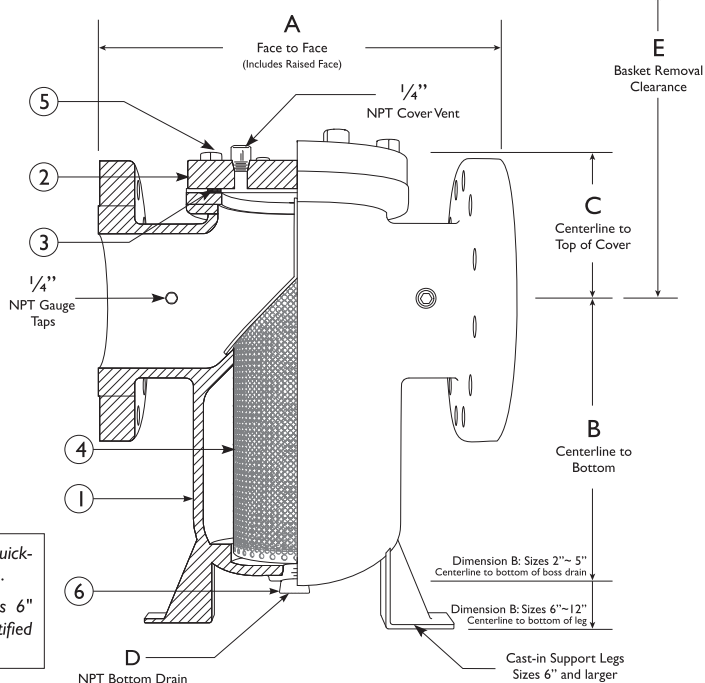 A
Face to Face
(Includes Raised Face)
E
Basket Removal
Clearance
5
¼”
NPT Cover Vent
2
3
C
Centerline to
Top of Cover
¼”
NPT Gauge
Taps
4
B
Centerline to
Bottom
1
uick-
.
6
s 6"
tified
Dimension B: Sizes 2”~ 5”
Centerline to bottom of boss drain
Dimension B: Sizes 6”~12”
Centerline to bottom of leg
D
NPT Bottom Drain
Cast-in Support Legs
Sizes 6” and larger